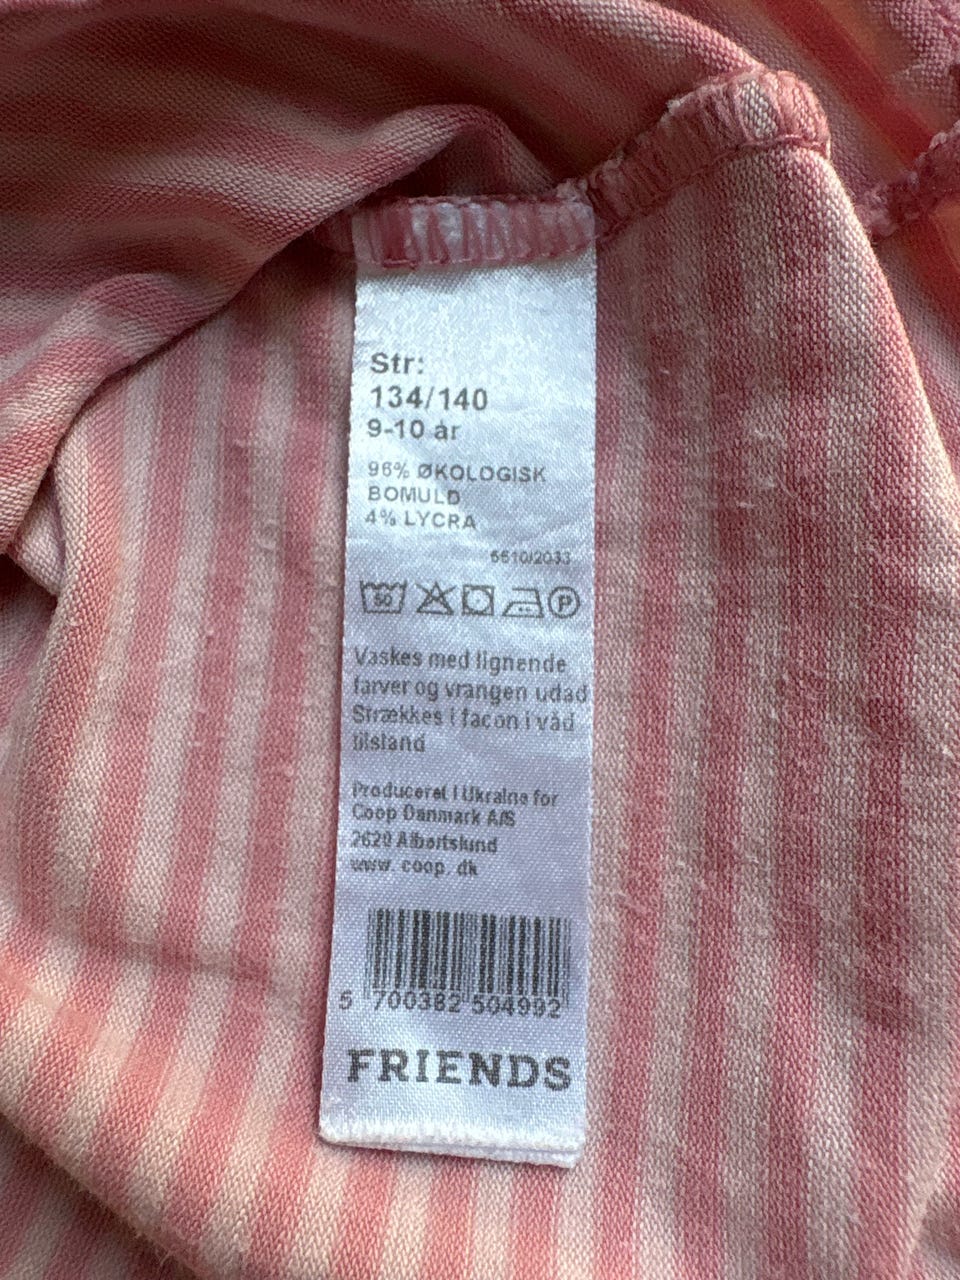 Str:
134/140
9-10 år
96% ØKOLOGISK
BOMULD
4% LYCRA
5610/2033
P
Vaskes med lignende
farver og vrangen udad
Strækkes i facon i våd
tilstand
Produceret i Ukraine for
Coop Danmark A/S
2620 Albertslund
www. coop. dk
5 700382 504992
FRIENDS